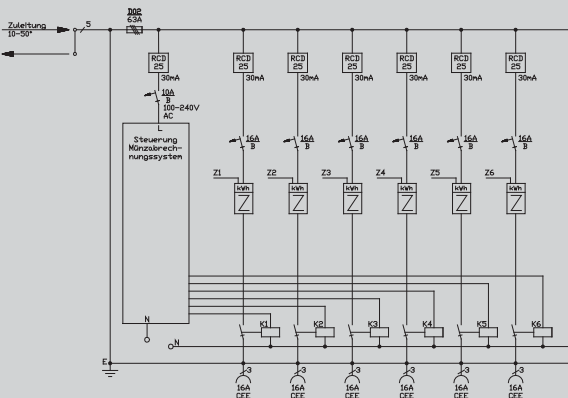 Zuleitung
10-50°
5
D02
63A
RCD
25
30mA
RCD
25
30mA
RCD
25
30mA
RCD
25
30mA
RCD
25
30mA
RCD
25
30mA
RCD
25
30mA
10A
B
100-240V
AC
L
Steuerung
Münzabrech-
nungssystem
16A
B
16A
B
16A
B
16A
B
16A
B
16A
B
Z1
Z2
Z3
Z4
Z5
Z6
kWh
Z
kWh
Z
kWh
Z
kWh
Z
kWh
Z
kWh
Z
K1
K2
K3
K4
K5
K6
N
N
E
3
3
3
3
3
3
16A
CEE
16A
CEE
16A
CEE
16A
CEE
16A
CEE
16A
CEE